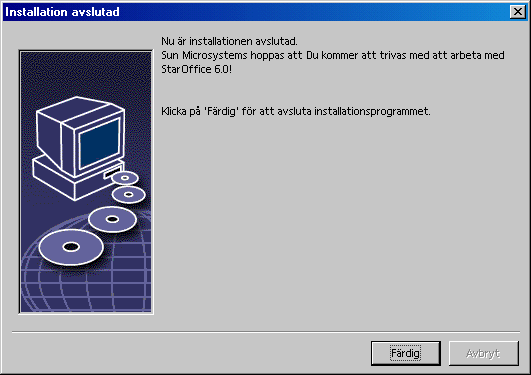 Installation avslutad
Nu är installationen avslutad.
Sun Microsystems hoppas att Du kommer att trivas med att arbeta med
StarOffice 6.0!
Klicka på 'Färdig' för att avsluta installationsprogrammet.
Färdig
Avbryt